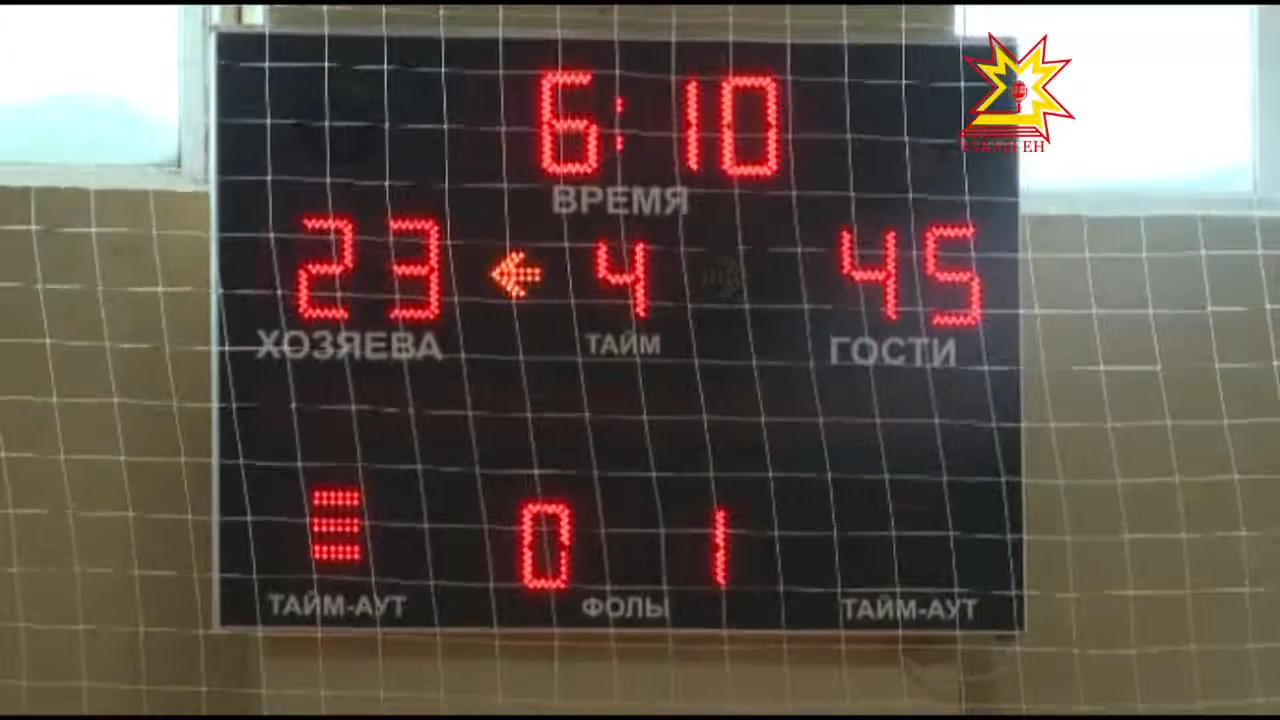 6:10
ВРЕМЯ
23 4 45
ХОЗЯЕВА ТАЙМ ГОСТИ
0 1
ТАЙМ-АУТ ФОЛЫ ТАЙМ-АУТ